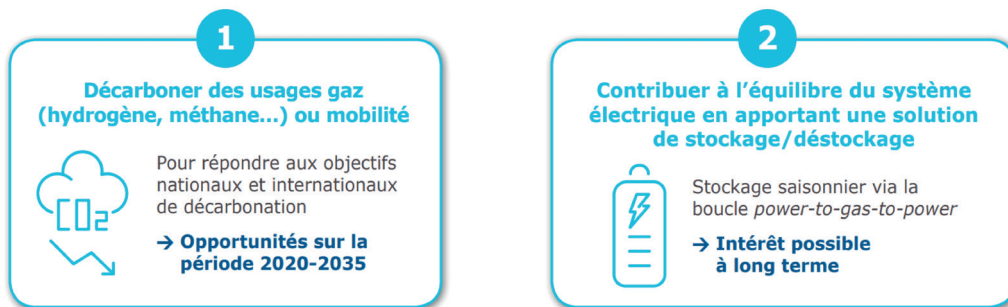 1
Décarboner des usages gaz
(hydrogène, méthane...) ou mobilité
CO2
Pour répondre aux objectifs
nationaux et internationaux
de décarbonation
→ Opportunités sur la
période 2020-2035
2
Contribuer à l'équilibre du système
électrique en apportant une solution
de stockage/déstockage
Stockage saisonnier via la
boucle power-to-gas-to-power
→ Intérêt possible
à long terme